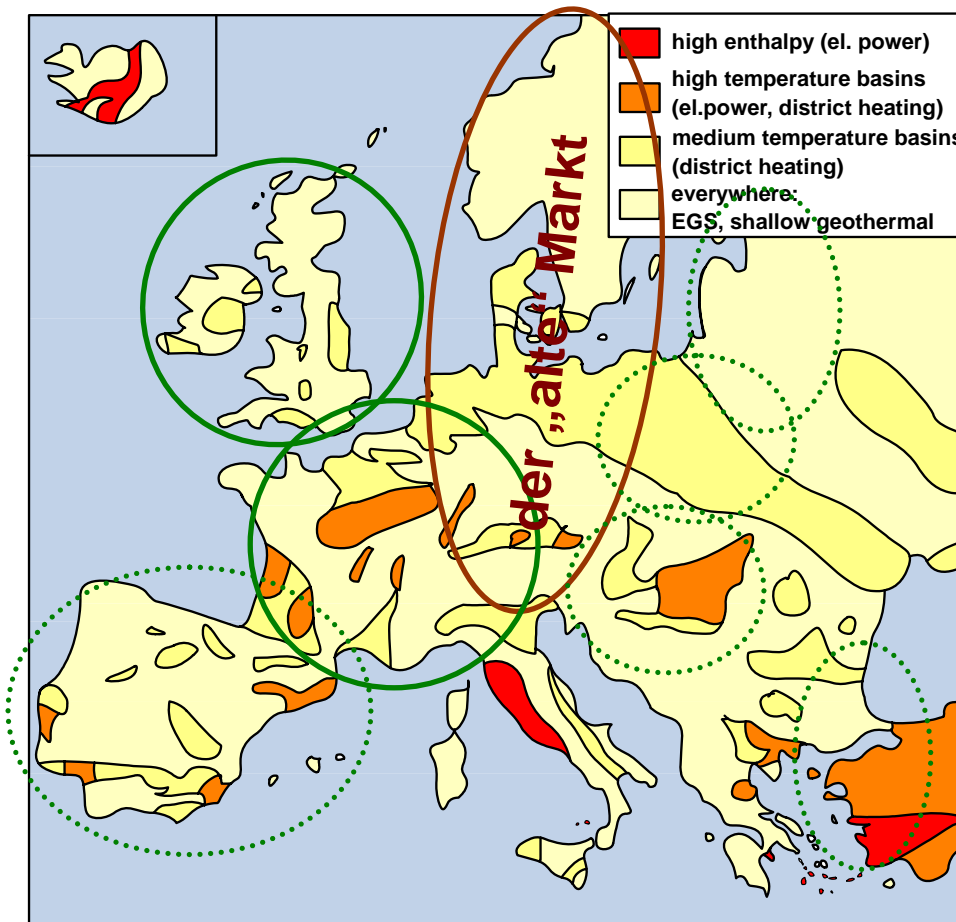 high enthalpy (el. power)
high temperature basins
(el.power, district heating)
medium temperature basins
(district heating)
everywhere:
EGS, shallow geothermal
der „alte“ Markt